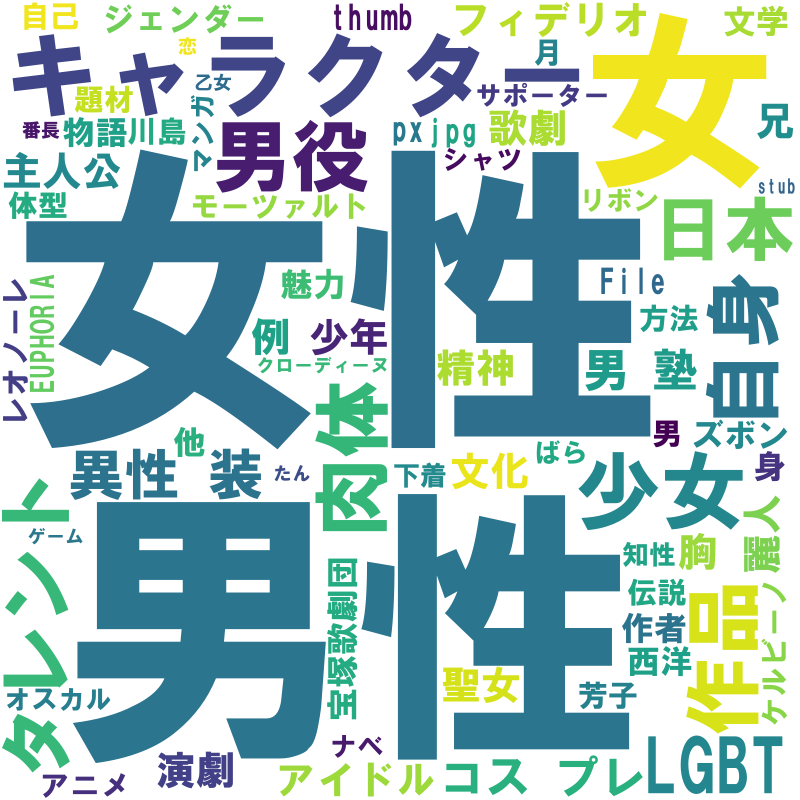 自己
ジェンダー
thumb
フィデリオ
文学
恋
キャラクター
月
女
乙女
題材
サポーター
兄
番長
物語
川島
マンガ
男役
px
jpg
歌劇
主人公
シャツ
stub
体型
モーツァルト
リボン
日本
女性
レオノーレ
EUPHORIA
魅力
File
自身
例
少年
方法
クローディーヌ
精神
男
塾
肉体
男
ズボン
他
異性
装
たん
下着
文化
ばら
少女
身
タレント
ゲーム
男性
知性
胸
麗人
宝塚歌劇団
伝説
作品
作者
ケルビーノ
西洋
オスカル
聖女
芳子
ナベ
アニメ
演劇
アイドル
コス
プレ
LGBT